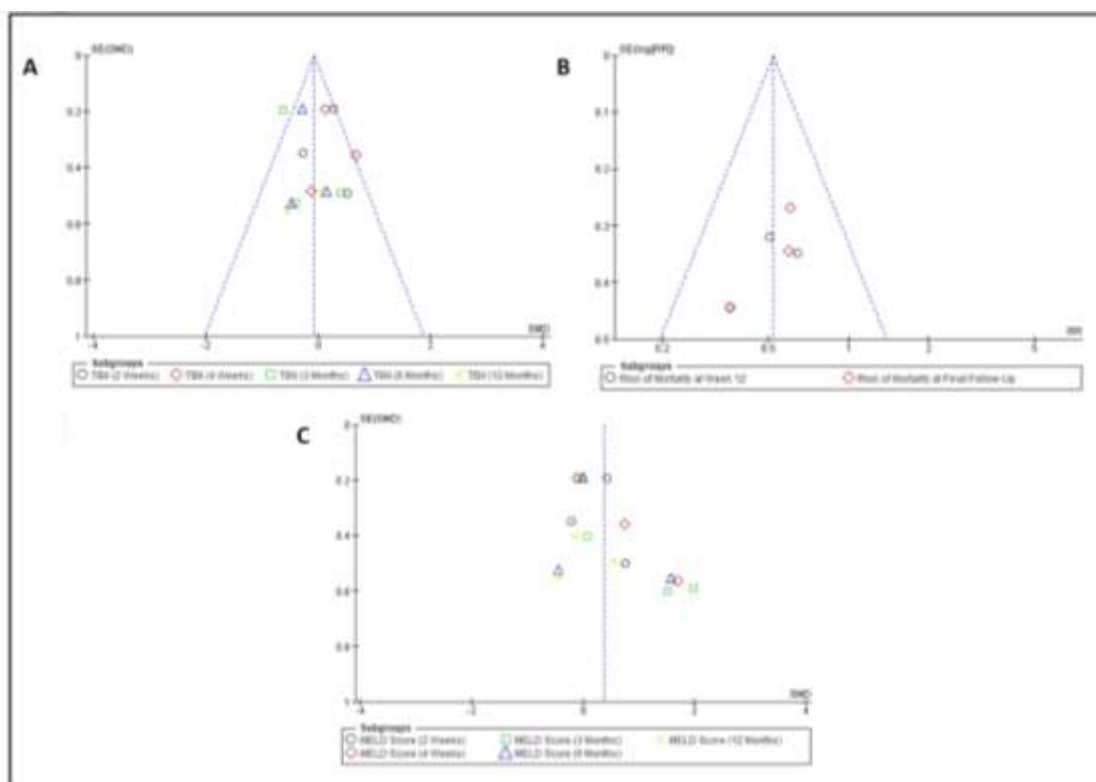 A
SE(SMD)
0
0.2
0.4
0.6
0.8
1
-4
-2
0
2
4
SMD
Subgroups
TBil (2 Weeks)
TBil (4 Weeks)
TBil (3 Months)
TBil (6 Months)
TBil (12 Months)
B
SE(log[RR])
0
0.1
0.2
0.3
0.4
0.5
0.2
0.5
1
2
5
RR
Subgroups
Risk of Mortality at Week 12
Risk of Mortality at Final Follow-Up
C
SE(SMD)
0
0.2
0.4
0.6
0.8
1
-4
-2
0
2
4
SMD
Subgroups
MELD Score (2 Weeks)
MELD Score (3 Months)
MELD Score (12 Months)
MELD Score (4 Weeks)
MELD Score (6 Months)